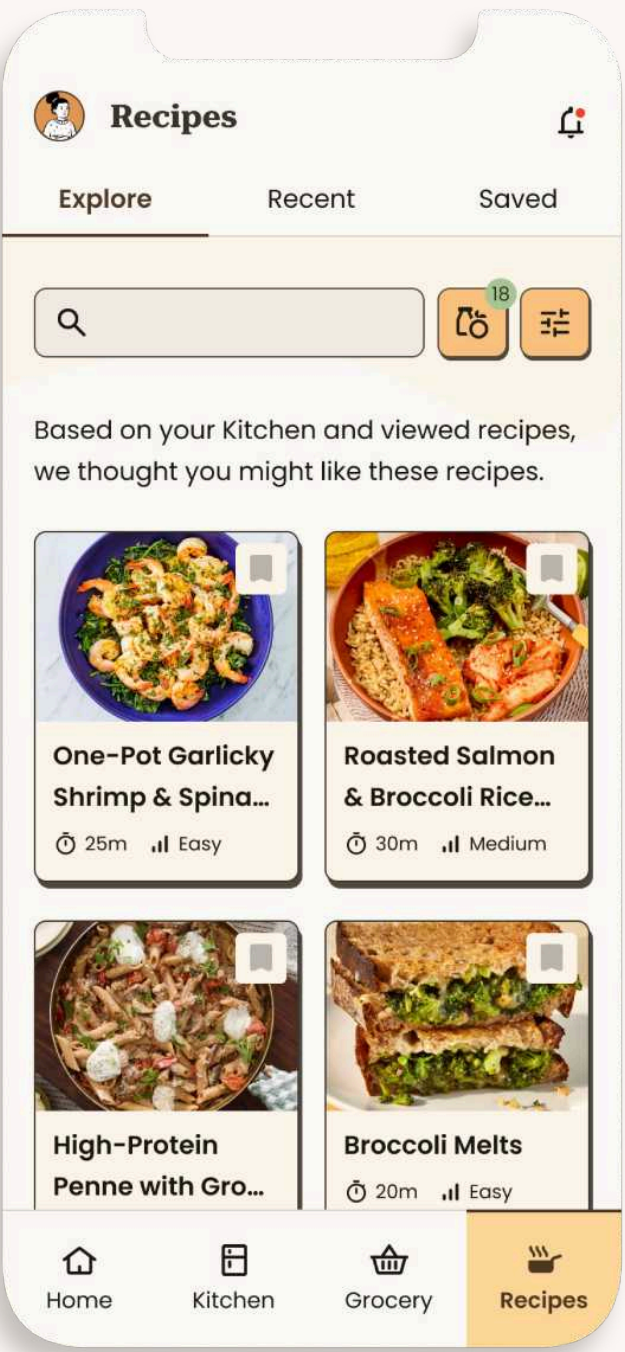 Recipes
Explore
Recent
Saved
18
Based on your Kitchen and viewed recipes,
we thought you might like these recipes.
One-Pot Garlicky
Shrimp & Spina...
25m
Easy
Roasted Salmon
& Broccoli Rice...
30m
Medium
High-Protein
Penne with Gro...
Broccoli Melts
20m
Easy
Home
Kitchen
Grocery
Recipes